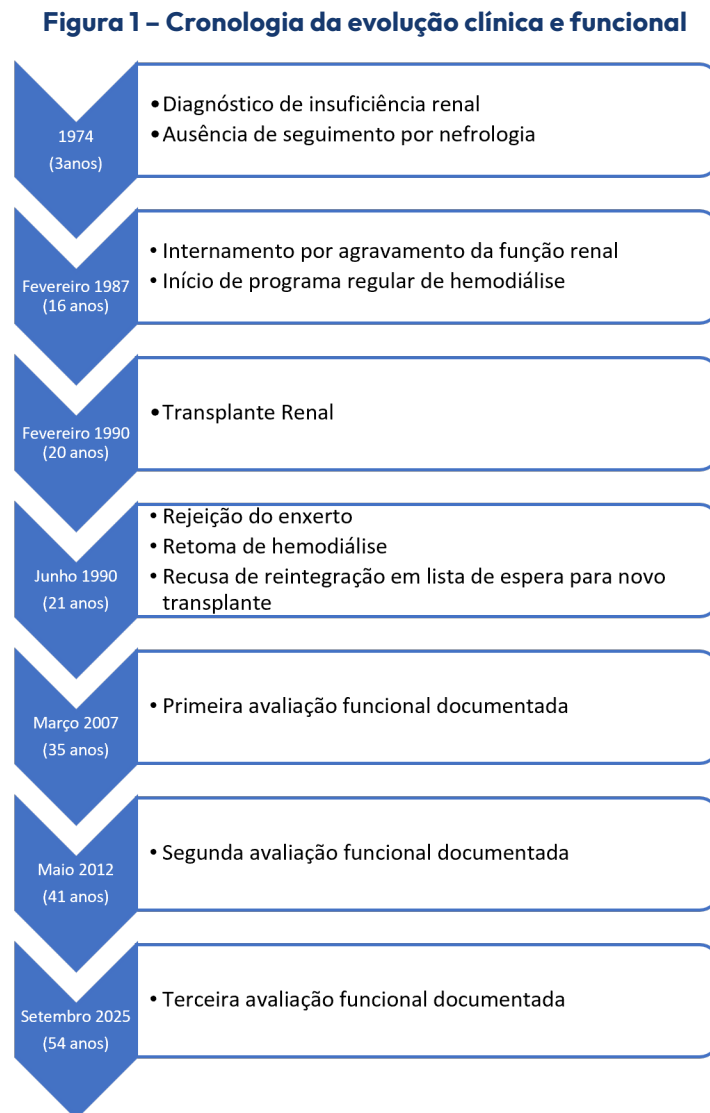 Figura 1 – Cronologia da evolução clínica e funcional
1974
(3anos)
•Diagnóstico de insuficiência renal
•Ausência de seguimento por nefrologia
Fevereiro 1987
(16 anos)
• Internamento por agravamento da função renal
• Início de programa regular de hemodiálise
Fevereiro 1990
(20 anos)
•Transplante Renal
Junho 1990
(21 anos)
• Rejeição do enxerto
• Retoma de hemodiálise
• Recusa de reintegração em lista de espera para novo
transplante
Março 2007
(35 anos)
• Primeira avaliação funcional documentada
Maio 2012
(41 anos)
• Segunda avaliação funcional documentada
Setembro 2025
(54 anos)
• Terceira avaliação funcional documentada